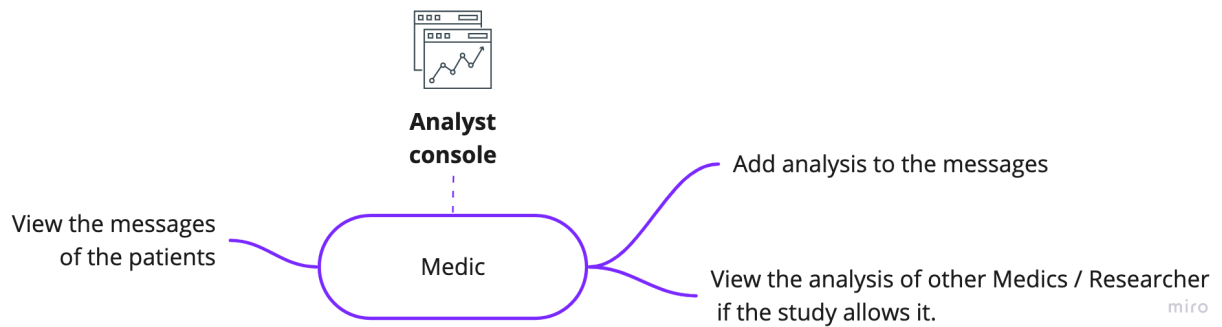 Analyst
console
Add analysis to the messages
View the messages
of the patients
Medic
View the analysis of other Medics / Researcher
if the study allows it.
miro